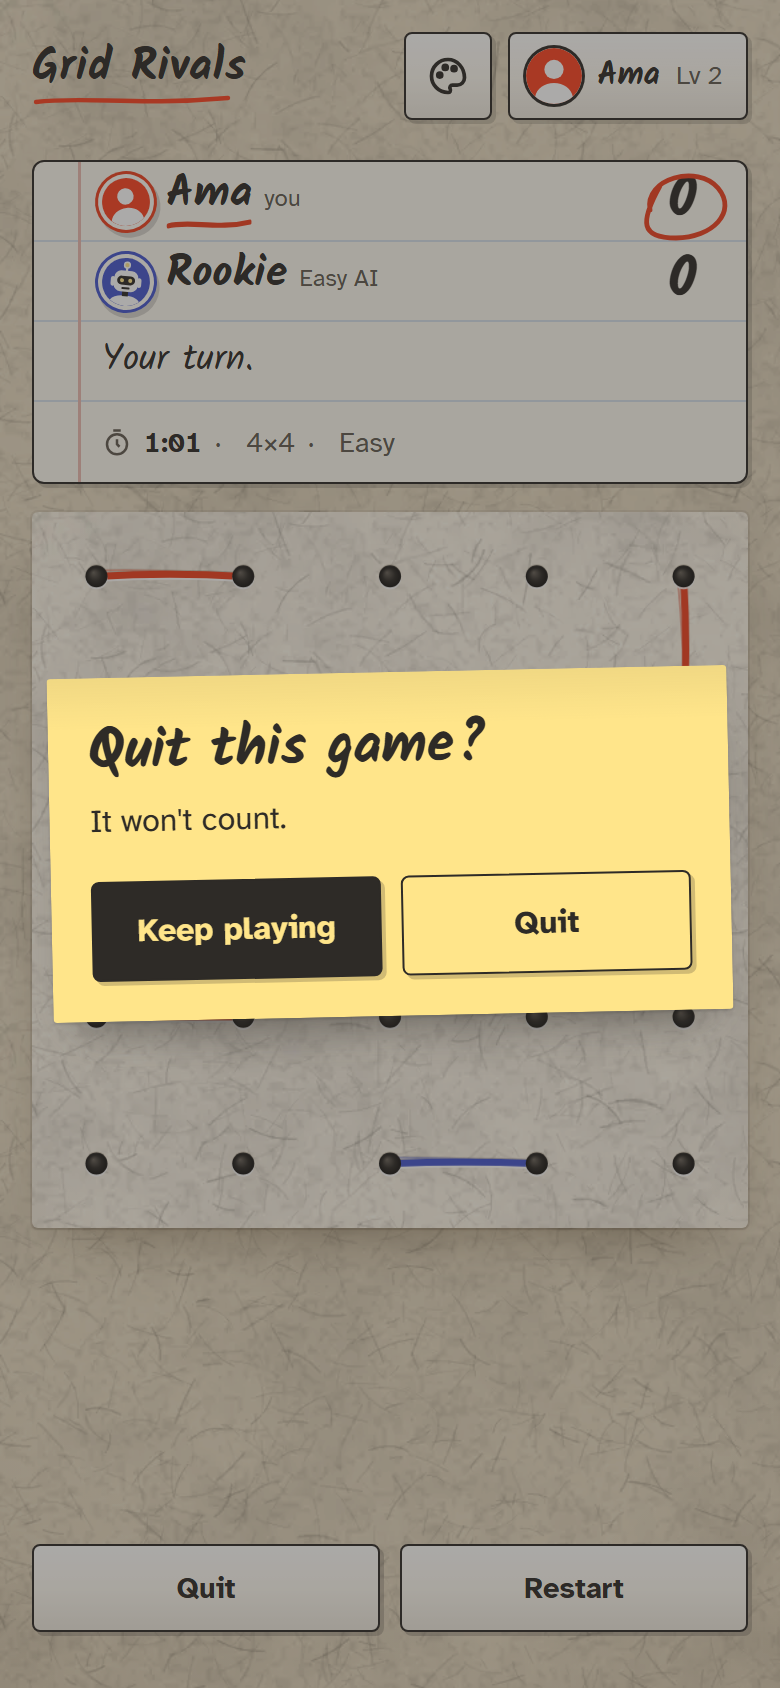 Grid Rivals
Ama Lv 2
Ama you 0
Rookie Easy AI 0
Your turn.
1:01 · 4×4 · Easy
Quit this game?
It won't count.
Keep playing Quit
Quit Restart